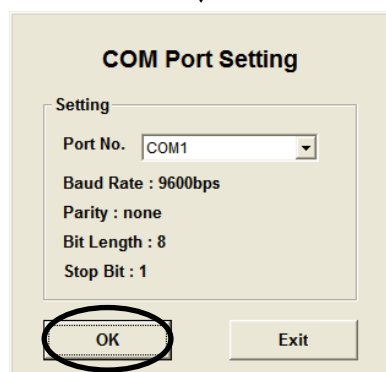 COM Port Setting
Setting
Port No. COM1
Baud Rate : 9600bps
Parity : none
Bit Length : 8
Stop Bit : 1
OK Exit